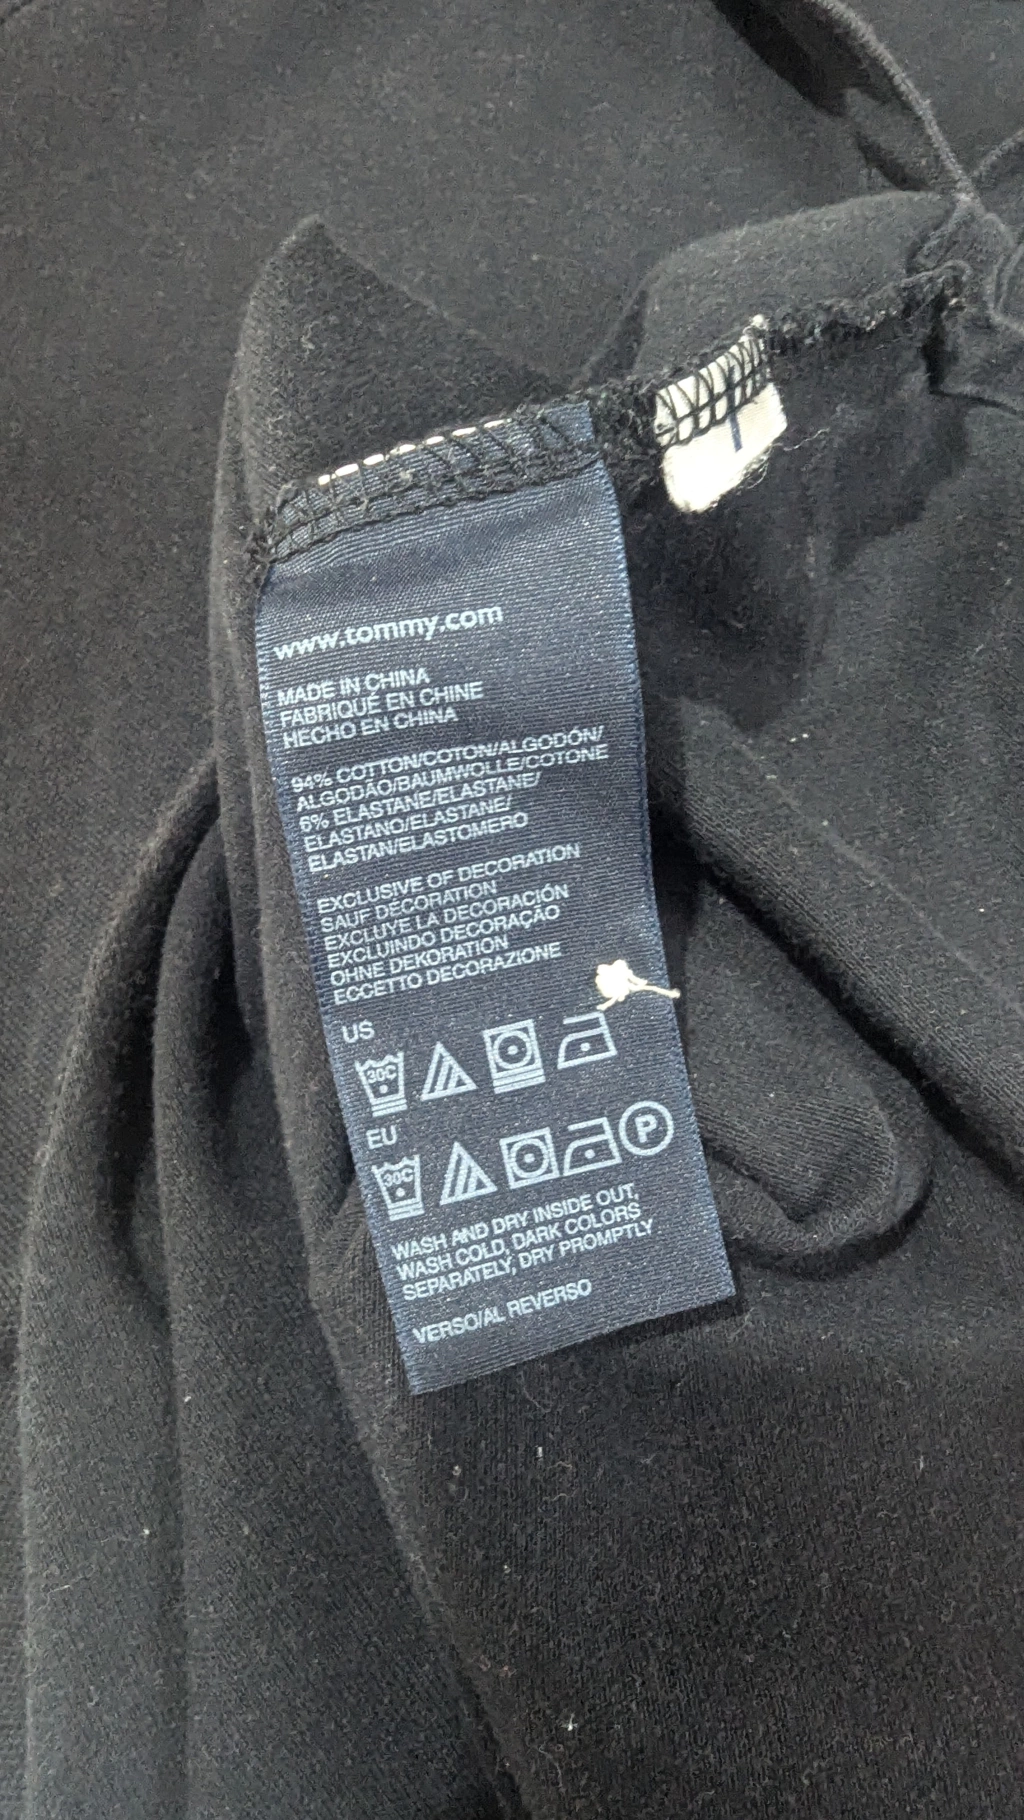 www.tommy.com
MADE IN CHINA
FABRIQUÉ EN CHINE
HECHO EN CHINA
94% COTTON/COTON/ALGODÓN/
ALGODÃO/BAUMWOLLE/COTONE
6% ELASTANE/ELASTANE/
ELASTANO/ELASTANE/
ELASTAN/ELASTOMERO
EXCLUSIVE OF DECORATION
SAUF DÉCORATION
EXCLUYE LA DECORACIÓN
EXCLUINDO DECORAÇÃO
OHNE DEKORATION
ECCETTO DECORAZIONE
US
30C
EU
30C P
WASH AND DRY INSIDE OUT,
WASH COLD, DARK COLORS
SEPARATELY, DRY PROMPTLY
VERSO/AL REVERSO